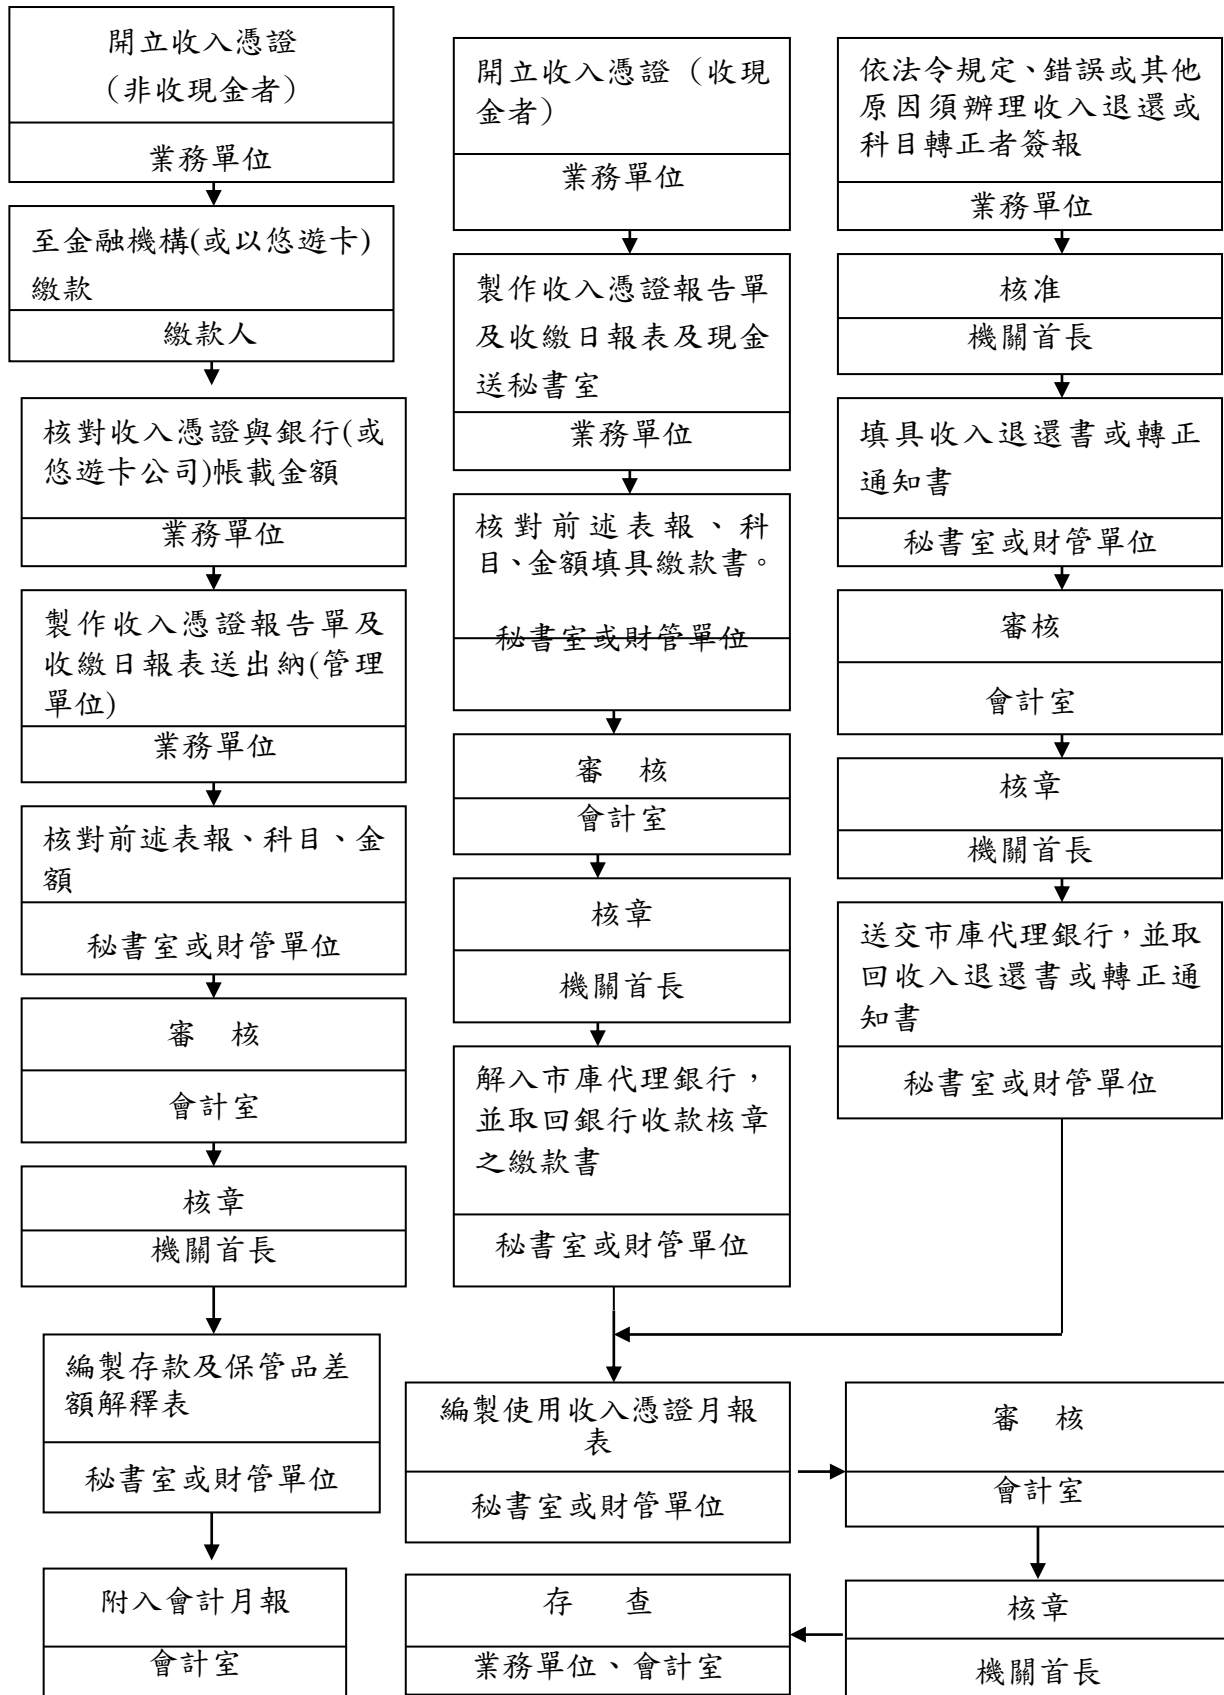 開立收入憑證
（非收現金者）
業務單位
至金融機構(或以悠遊卡)
繳款
繳款人
核對收入憑證與銀行(或
悠遊卡公司)帳載金額
業務單位
製作收入憑證報告單及
收繳日報表送出納(管理
單位)
業務單位
核對前述表報、科目、金
額
秘書室或財管單位
審　核
會計室
核章
機關首長
編製存款及保管品差
額解釋表
秘書室或財管單位
附入會計月報
會計室
開立收入憑證（收現
金者）
業務單位
製作收入憑證報告單
及收繳日報表及現金
送秘書室
業務單位
核對前述表報、科
目、金額填具繳款書。
秘書室或財管單位
審　核
會計室
核章
機關首長
解入市庫代理銀行，
並取回銀行收款核章
之繳款書
秘書室或財管單位
依法令規定、錯誤或其他
原因須辦理收入退還或
科目轉正者簽報
業務單位
核准
機關首長
填具收入退還書或轉正
通知書
秘書室或財管單位
審核
會計室
核章
機關首長
送交市庫代理銀行，並取
回收入退還書或轉正通
知書
秘書室或財管單位
編製使用收入憑證月報
表
秘書室或財管單位
審　核
會計室
核章
機關首長
存　查
業務單位、會計室